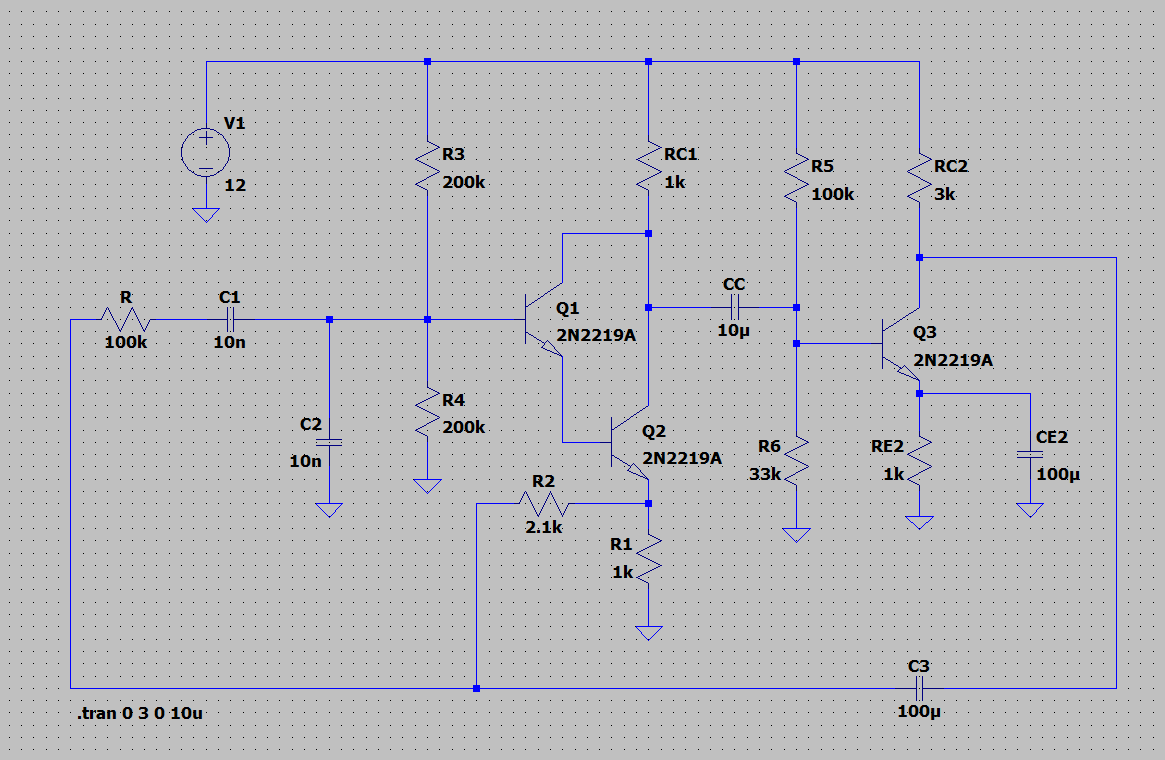 V1
12
R3
200k
RC1
1k
R5
100k
RC2
3k
R
100k
C1
10n
Q1
2N2219A
CC
10µ
Q3
2N2219A
C2
10n
R4
200k
Q2
2N2219A
R6
33k
RE2
1k
CE2
100µ
R2
2.1k
R1
1k
C3
100µ
.tran 0 3 0 10u